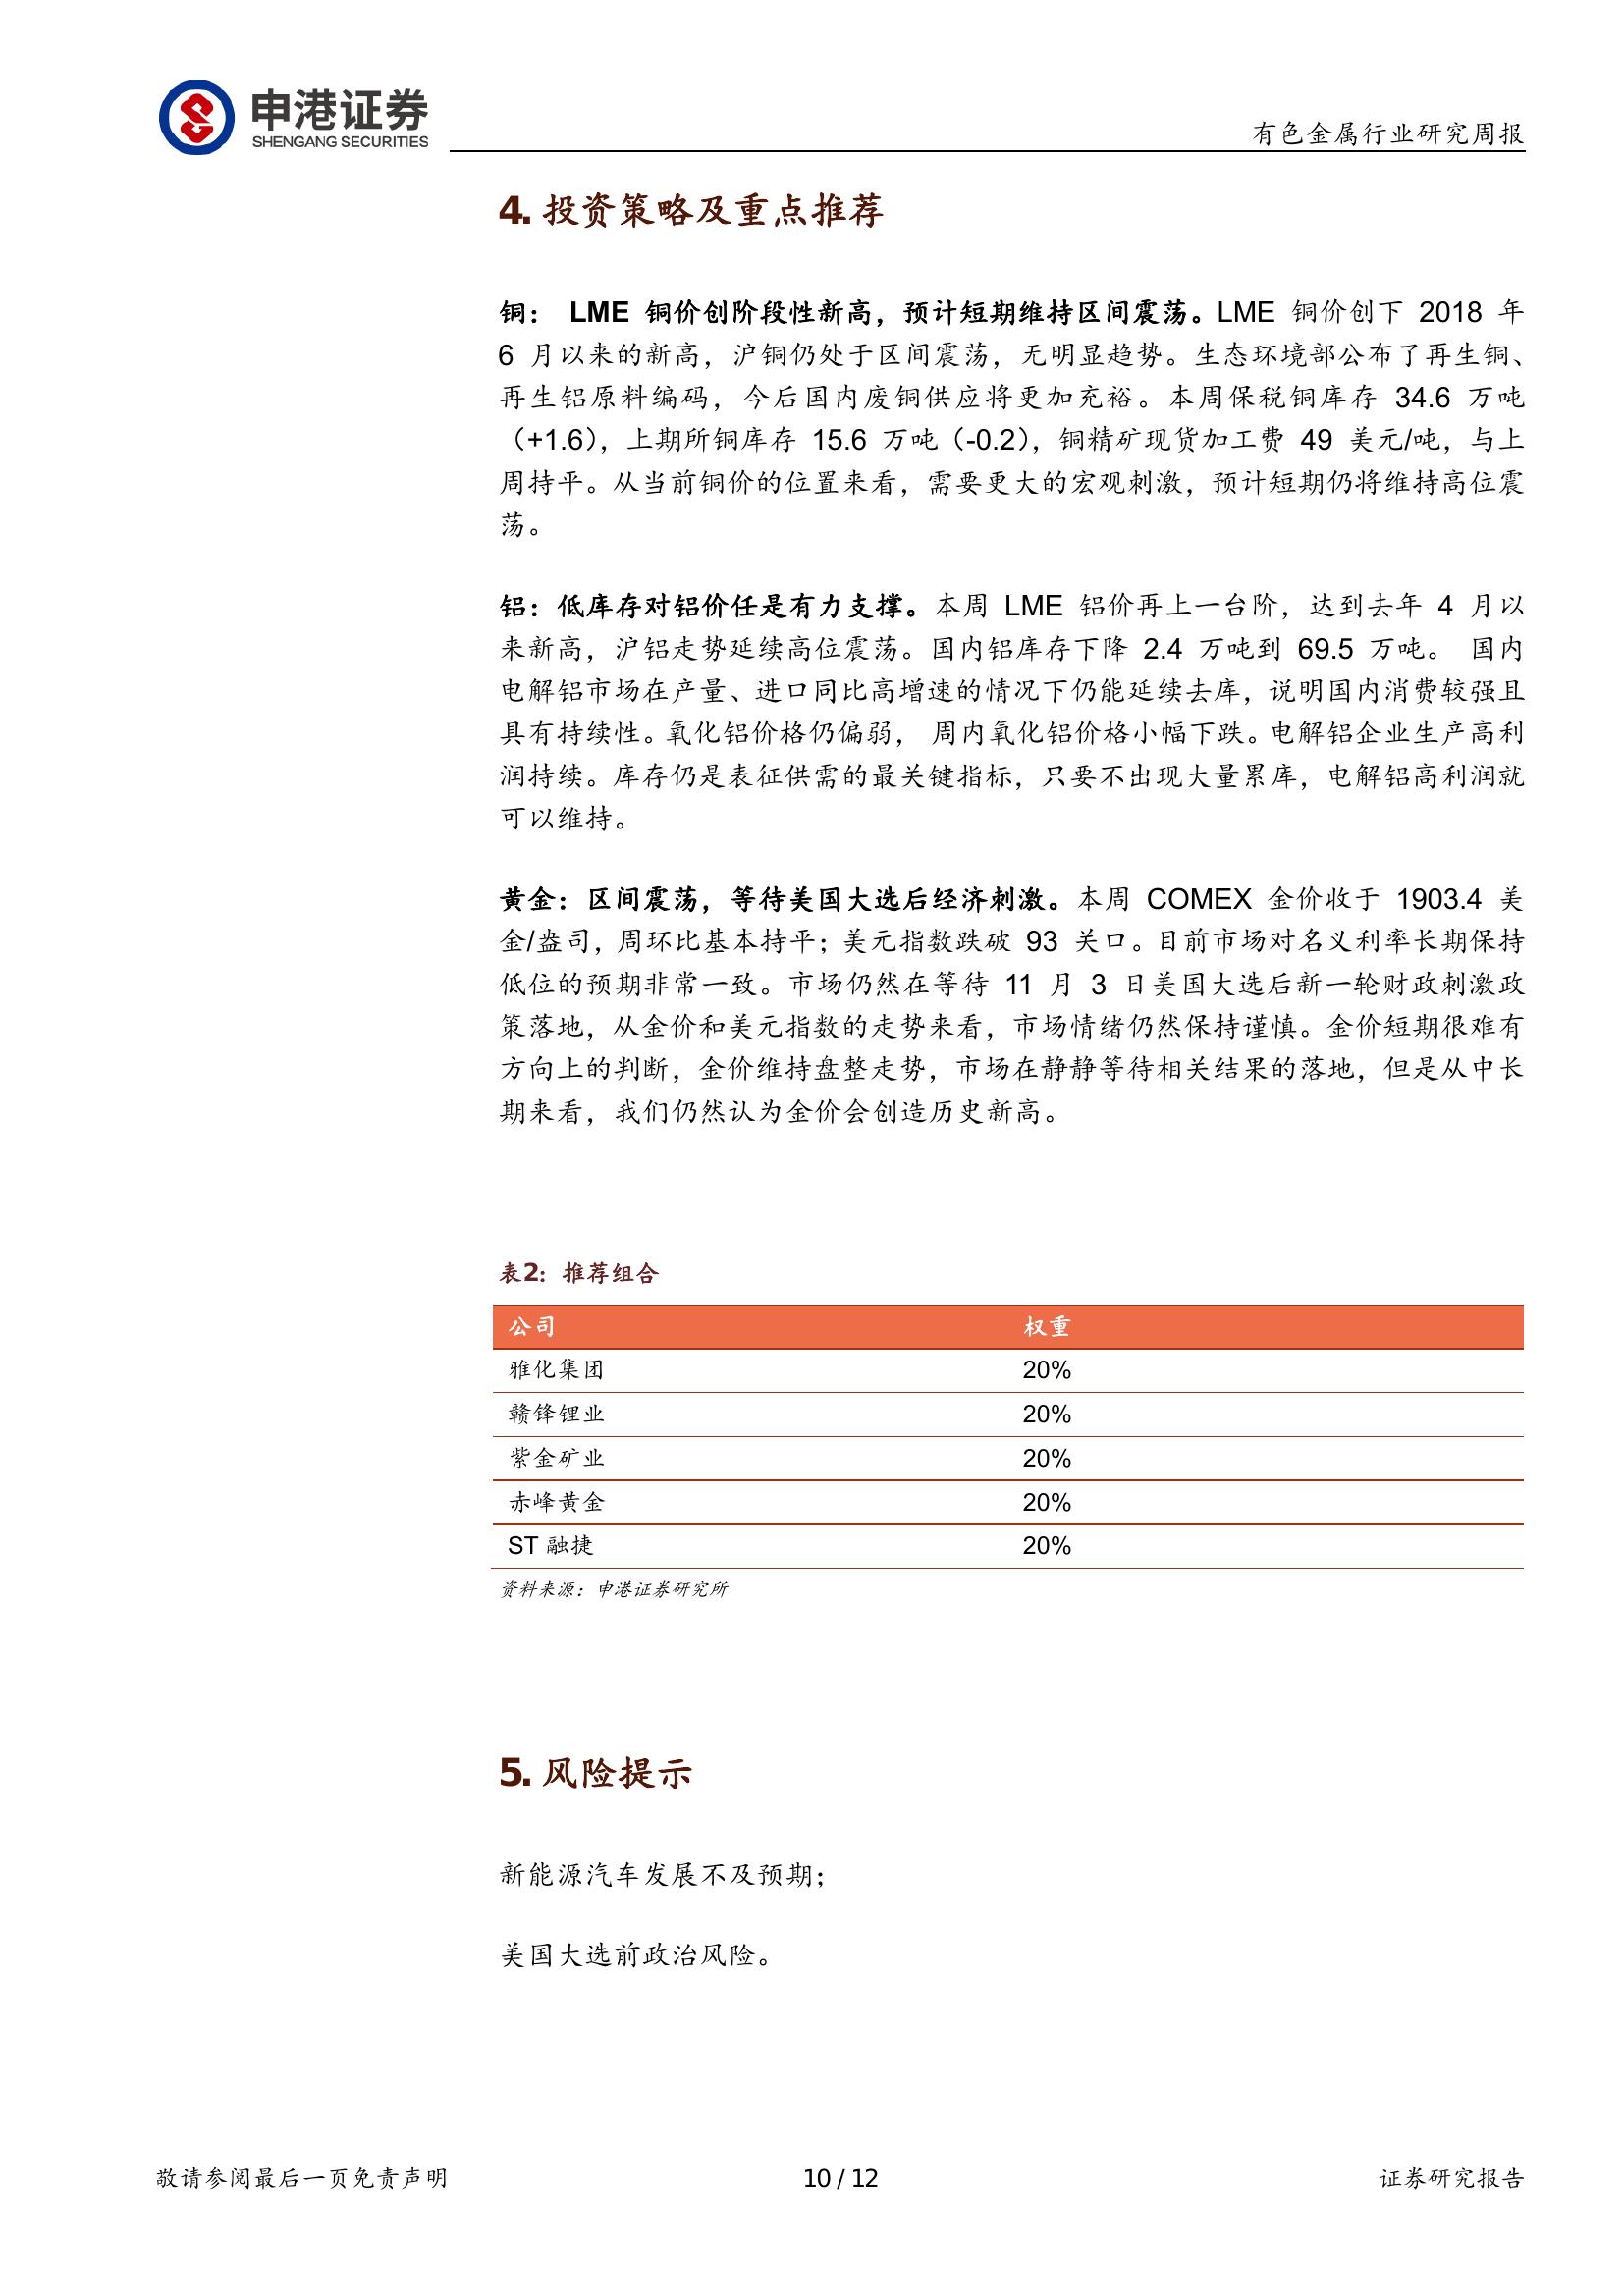 申港证券
SHENGANG SECURITIES
有色金属行业研究周报
4. 投资策略及重点推荐
铜： LME 铜价创阶段性新高，预计短期维持区间震荡。LME 铜价创下 2018 年
6 月以来的新高，沪铜仍处于区间震荡，无明显趋势。生态环境部公布了再生铜、
再生铝原料编码，今后国内废铜供应将更加充裕。本周保税铜库存 34.6 万吨
（+1.6），上期所铜库存 15.6 万吨（-0.2），铜精矿现货加工费 49 美元/吨，与上
周持平。从当前铜价的位置来看，需要更大的宏观刺激，预计短期仍将维持高位震
荡。
铝：低库存对铝价任是有力支撑。本周 LME 铝价再上一台阶，达到去年 4 月以
来新高，沪铝走势延续高位震荡。国内铝库存下降 2.4 万吨到 69.5 万吨。 国内
电解铝市场在产量、进口同比高增速的情况下仍能延续去库，说明国内消费较强且
具有持续性。氧化铝价格仍偏弱， 周内氧化铝价格小幅下跌。电解铝企业生产高利
润持续。库存仍是表征供需的最关键指标，只要不出现大量累库，电解铝高利润就
可以维持。
黄金：区间震荡，等待美国大选后经济刺激。本周 COMEX 金价收于 1903.4 美
金/盎司，周环比基本持平；美元指数跌破 93 关口。目前市场对名义利率长期保持
低位的预期非常一致。市场仍然在等待 11 月 3 日美国大选后新一轮财政刺激政
策落地，从金价和美元指数的走势来看，市场情绪仍然保持谨慎。金价短期很难有
方向上的判断，金价维持盘整走势，市场在静静等待相关结果的落地，但是从中长
期来看，我们仍然认为金价会创造历史新高。
表2：推荐组合
公司 权重
雅化集团 20%
赣锋锂业 20%
紫金矿业 20%
赤峰黄金 20%
ST 融捷 20%
资料来源：申港证券研究所
5. 风险提示
新能源汽车发展不及预期；
美国大选前政治风险。
敬请参阅最后一页免责声明 10 / 12 证券研究报告